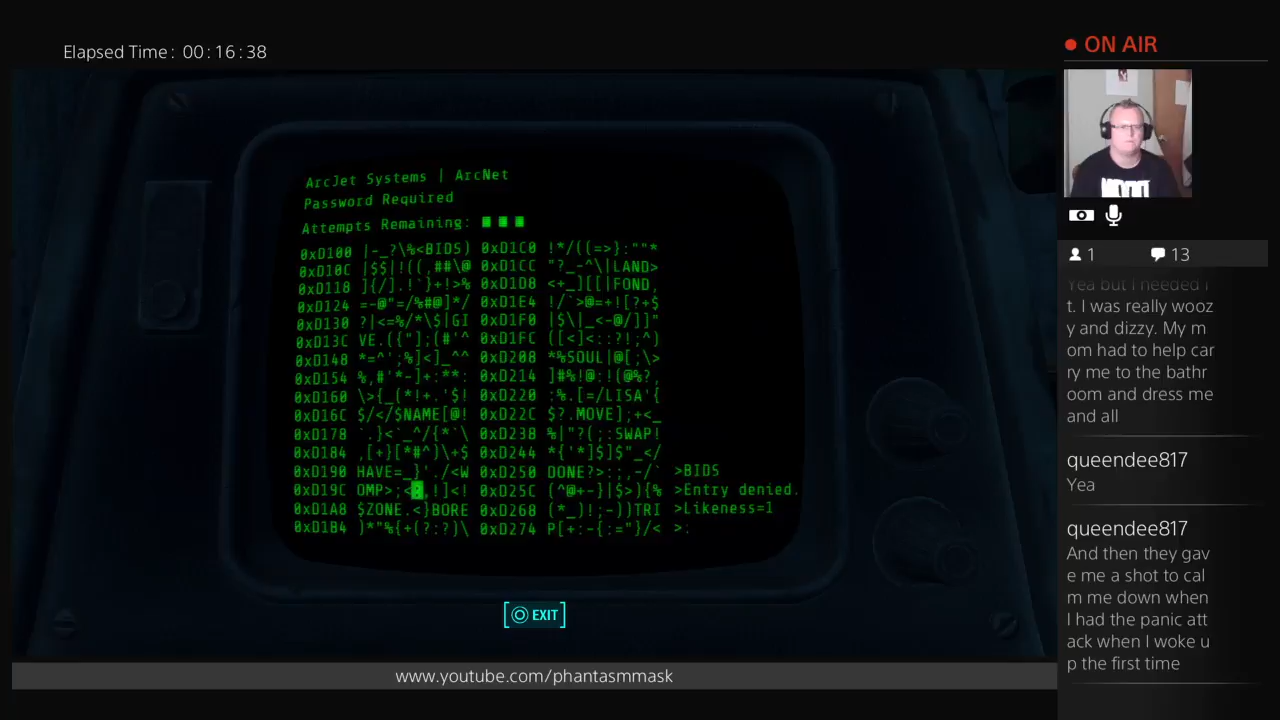 Elapsed Time: 00:16:38
ON AIR
ArcJet Systems | ArcNet
Password Required
Attempts Remaining:
0xD100 |-_?\%<BIDS) 0xD1C0 !*/((=>}:""*
0xD10C |$$|!((,##\@ 0xD1CC "?_-^\|LAND>
0xD118 ]{/].!`}+!>% 0xD1D8 <+_][[|FOND,
0xD124 =-@"=/%#@]*/ 0xD1E4 !/`>@=+![?+$
0xD130 ?|<=%/*\$|GI 0xD1F0 |$\|_<-@/]]"
0xD13C VE.({"];(#'^ 0xD1FC ([<]<::?!;^)
0xD148 *=^';%]<]_^^ 0xD208 *%SOUL|@[;\>
0xD154 %,#'*-]+:**: 0xD214 ]#%!@:!(@%?,
0xD160 \>{_(*!+.'$! 0xD220 :%.[=/LISA'{
0xD16C $/</$NAME[@! 0xD22C $?.MOVE];+<_
0xD178 `.}<`_^/{*`\ 0xD238 %|"?(;:SWAP!
0xD184 ,[+}[*#^)\+$ 0xD244 *{'*]$]$"_</
0xD190 HAVE=_}'./<W 0xD250 DONE?>:;,-/` >BIDS
0xD19C OMP>;<:,!]<! 0xD25C (^@+-}|$>){% >Entry denied.
0xD1A8 $ZONE.<}BORE 0xD268 (*_)!;-))TRI >Likeness=1
0xD1B4 )*"%{+(?:?)\ 0xD274 P[+:-{:="}/< >:
EXIT
www.youtube.com/phantasmmask
1 13
t. I was really wooz
y and dizzy. My m
om had to help car
ry me to the bathr
oom and dress me
and all
queendee817
Yea
queendee817
And then they gav
e me a shot to cal
m me down when
I had the panic att
ack when I woke u
p the first time